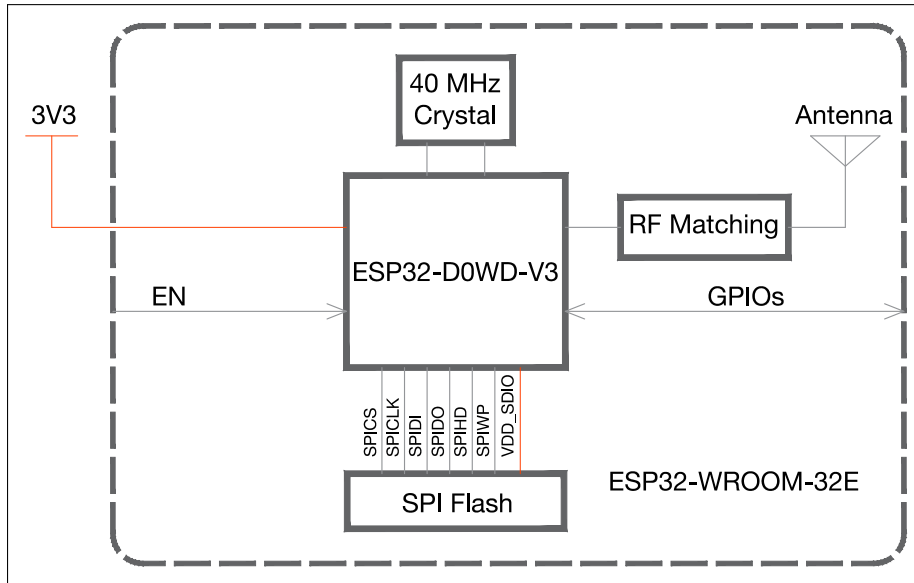 40 MHz
Crystal
3V3
Antenna
RF Matching
ESP32-D0WD-V3
EN
GPIOs
SPICS
SPICLK
SPIDI
SPIDO
SPIHD
SPIWP
VDD_SDIO
ESP32-WROOM-32E
SPI Flash